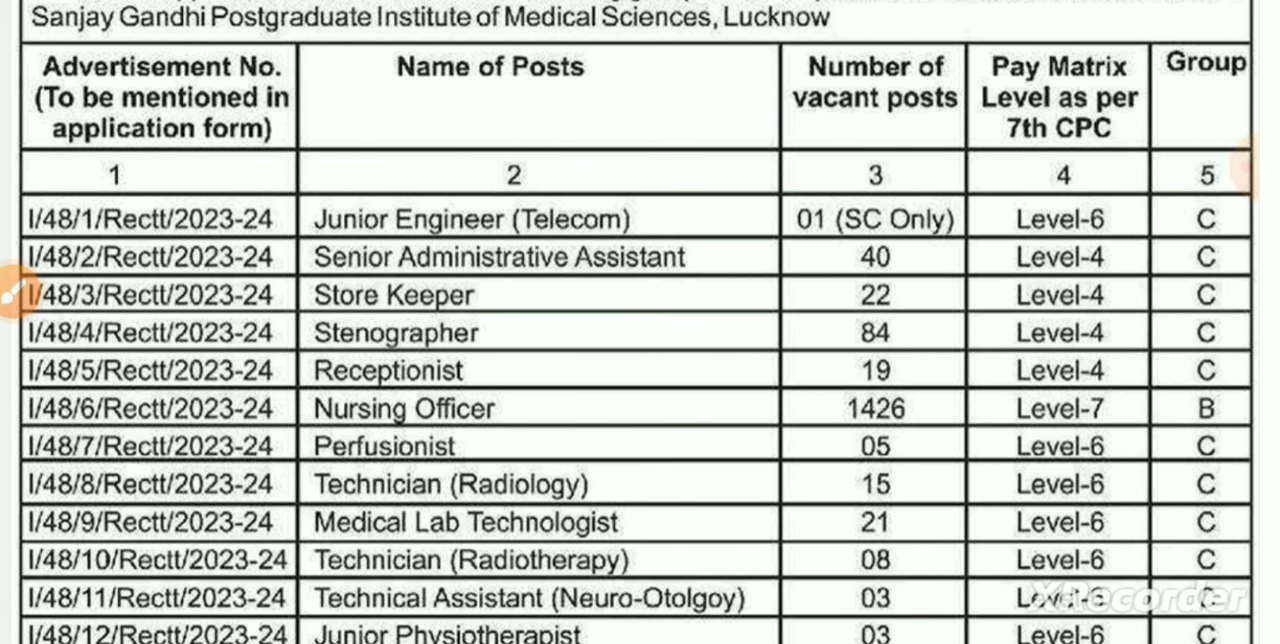 Sanjay Gandhi Postgraduate Institute of Medical Sciences, Lucknow
Advertisement No. (To be mentioned in application form) Name of Posts Number of vacant posts Pay Matrix Level as per 7th CPC Group
1 2 3 4 5
I/48/1/Rectt/2023-24 Junior Engineer (Telecom) 01 (SC Only) Level-6 C
I/48/2/Rectt/2023-24 Senior Administrative Assistant 40 Level-4 C
I/48/3/Rectt/2023-24 Store Keeper 22 Level-4 C
I/48/4/Rectt/2023-24 Stenographer 84 Level-4 C
I/48/5/Rectt/2023-24 Receptionist 19 Level-4 C
I/48/6/Rectt/2023-24 Nursing Officer 1426 Level-7 B
I/48/7/Rectt/2023-24 Perfusionist 05 Level-6 C
I/48/8/Rectt/2023-24 Technician (Radiology) 15 Level-6 C
I/48/9/Rectt/2023-24 Medical Lab Technologist 21 Level-6 C
I/48/10/Rectt/2023-24 Technician (Radiotherapy) 08 Level-6 C
I/48/11/Rectt/2023-24 Technical Assistant (Neuro-Otolgoy) 03
XRecorder
I/48/12/Rectt/2023-24 Junior Physiotherapist 03 Level-6 C